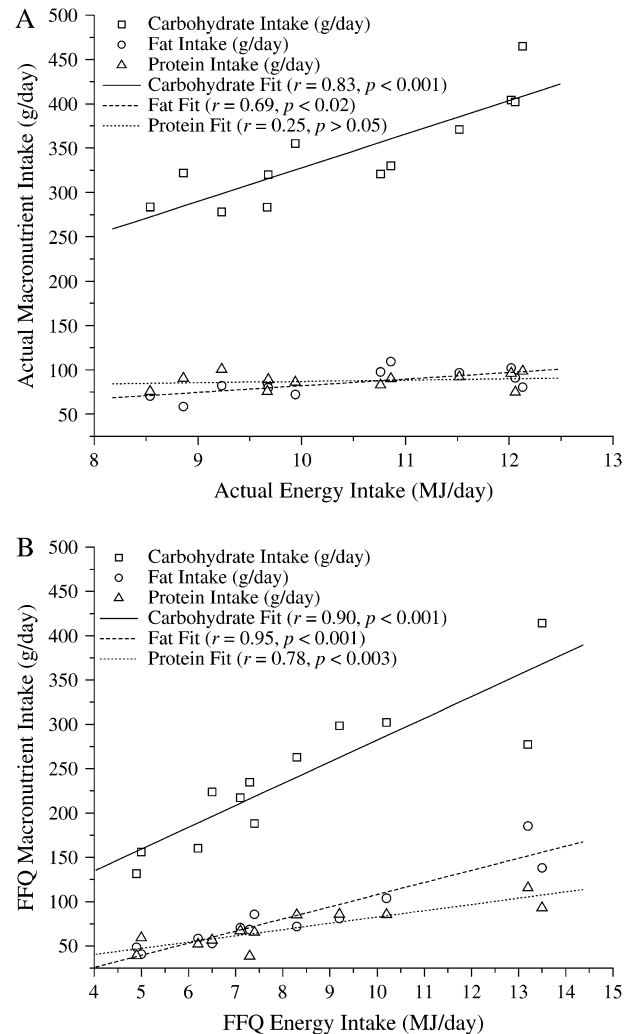 A
Carbohydrate Intake (g/day)
Fat Intake (g/day)
Protein Intake (g/day)
Carbohydrate Fit (r = 0.83, p < 0.001)
Fat Fit (r = 0.69, p < 0.02)
Protein Fit (r = 0.25, p > 0.05)
Actual Macronutrient Intake (g/day)
500
450
400
350
300
250
200
150
100
50
8 9 10 11 12 13
Actual Energy Intake (MJ/day)
B
Carbohydrate Intake (g/day)
Fat Intake (g/day)
Protein Intake (g/day)
Carbohydrate Fit (r = 0.90, p < 0.001)
Fat Fit (r = 0.95, p < 0.001)
Protein Fit (r = 0.78, p < 0.003)
FFQ Macronutrient Intake (g/day)
500
450
400
350
300
250
200
150
100
50
4 5 6 7 8 9 10 11 12 13 14 15
FFQ Energy Intake (MJ/day)